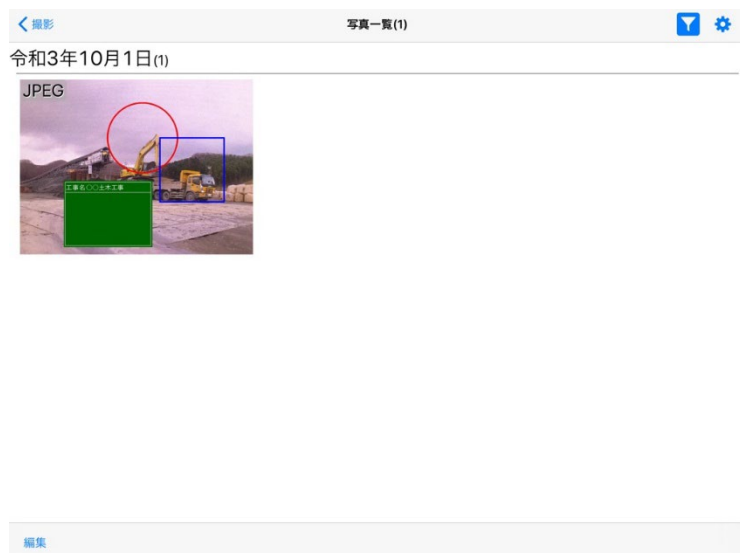 撮影
写真一覧(1)
令和3年10月1日(1)
JPEG
工事名○○土木工事
編集